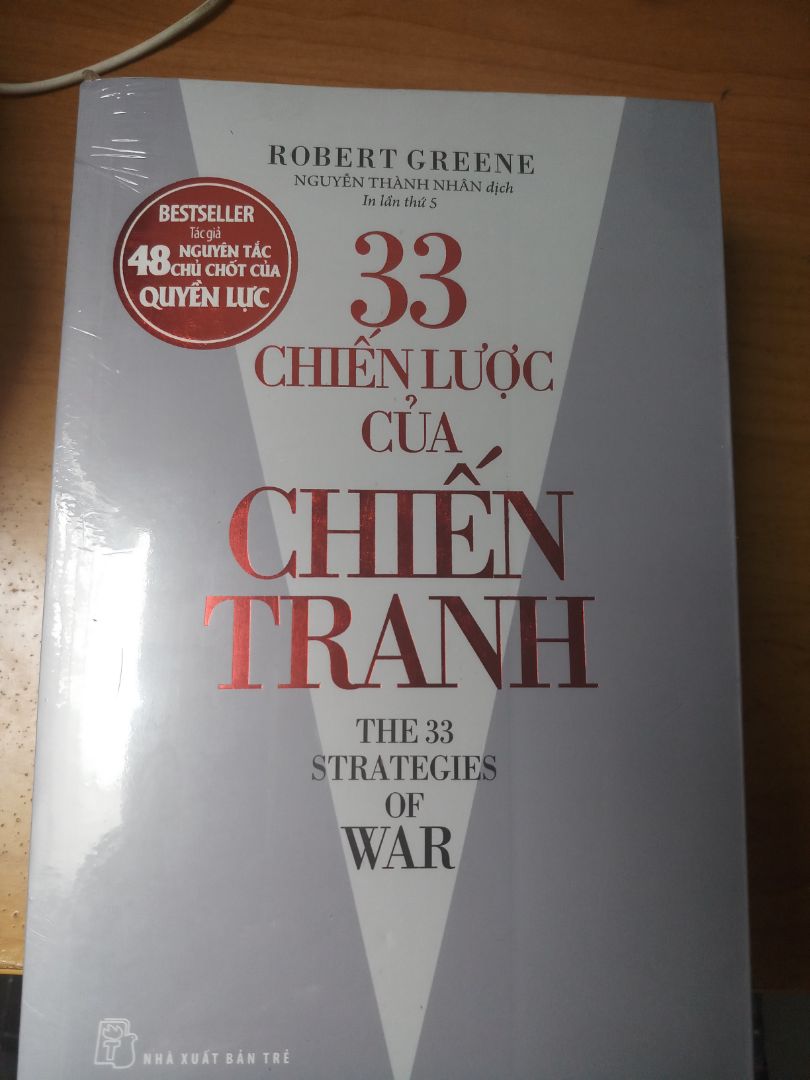 ROBERT GREENE
NGUYỄN THÀNH NHÂN dịch
In lần thứ 5
BESTSELLER
Tác giả
48 NGUYÊN TẮC
CHỦ CHỐT CỦA
QUYỀN LỰC
33
CHIẾN LƯỢC
CỦA
CHIẾN
TRANH
THE 33
STRATEGIES
OF
WAR
NHÀ XUẤT BẢN TRẺ